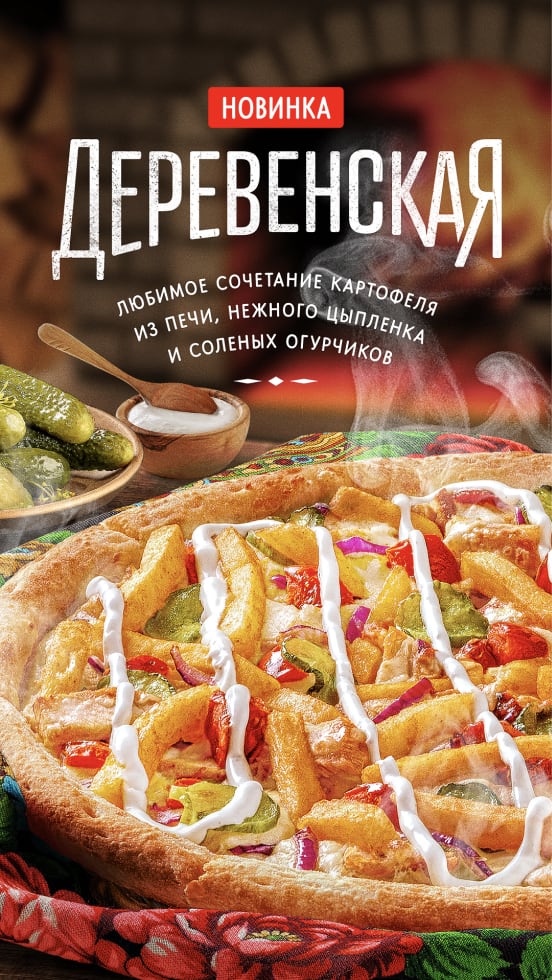 НОВИНКА
ДЕРЕВЕНСКАЯ
ЛЮБИМОЕ СОЧЕТАНИЕ КАРТОФЕЛЯ
ИЗ ПЕЧИ, НЕЖНОГО ЦЫПЛЕНКА
И СОЛЕНЫХ ОГУРЧИКОВ